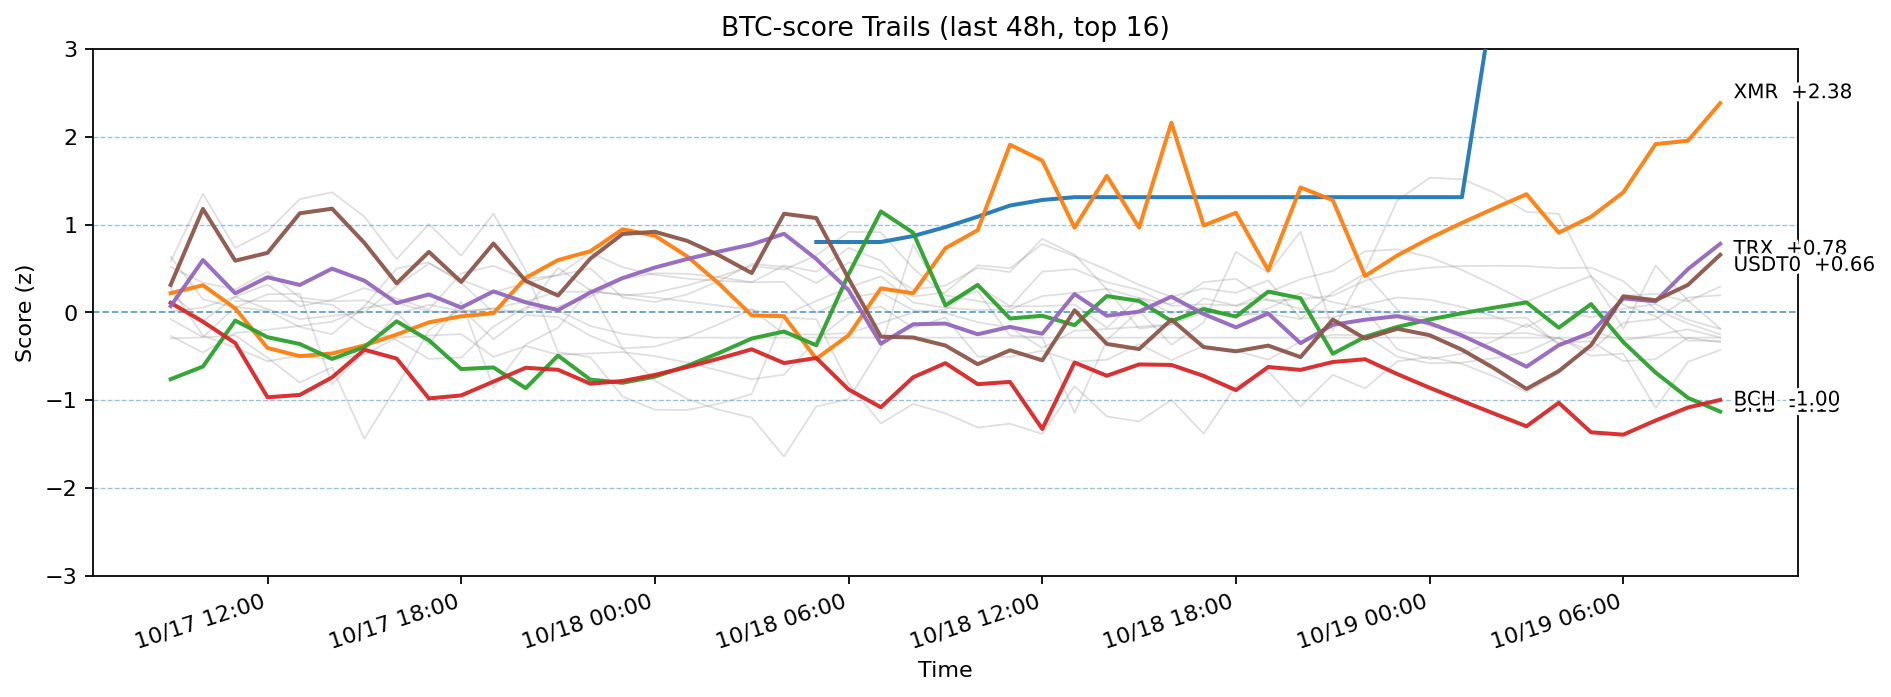 BTC-score Trails (last 48h, top 16)
Score (z)
3
2
1
0
−1
−2
−3
XMR +2.38
TRX +0.78
USDT0 +0.66
BCH -1.00
10/17 12:00
10/17 18:00
10/18 00:00
10/18 06:00
10/18 12:00
10/18 18:00
10/19 00:00
10/19 06:00
Time